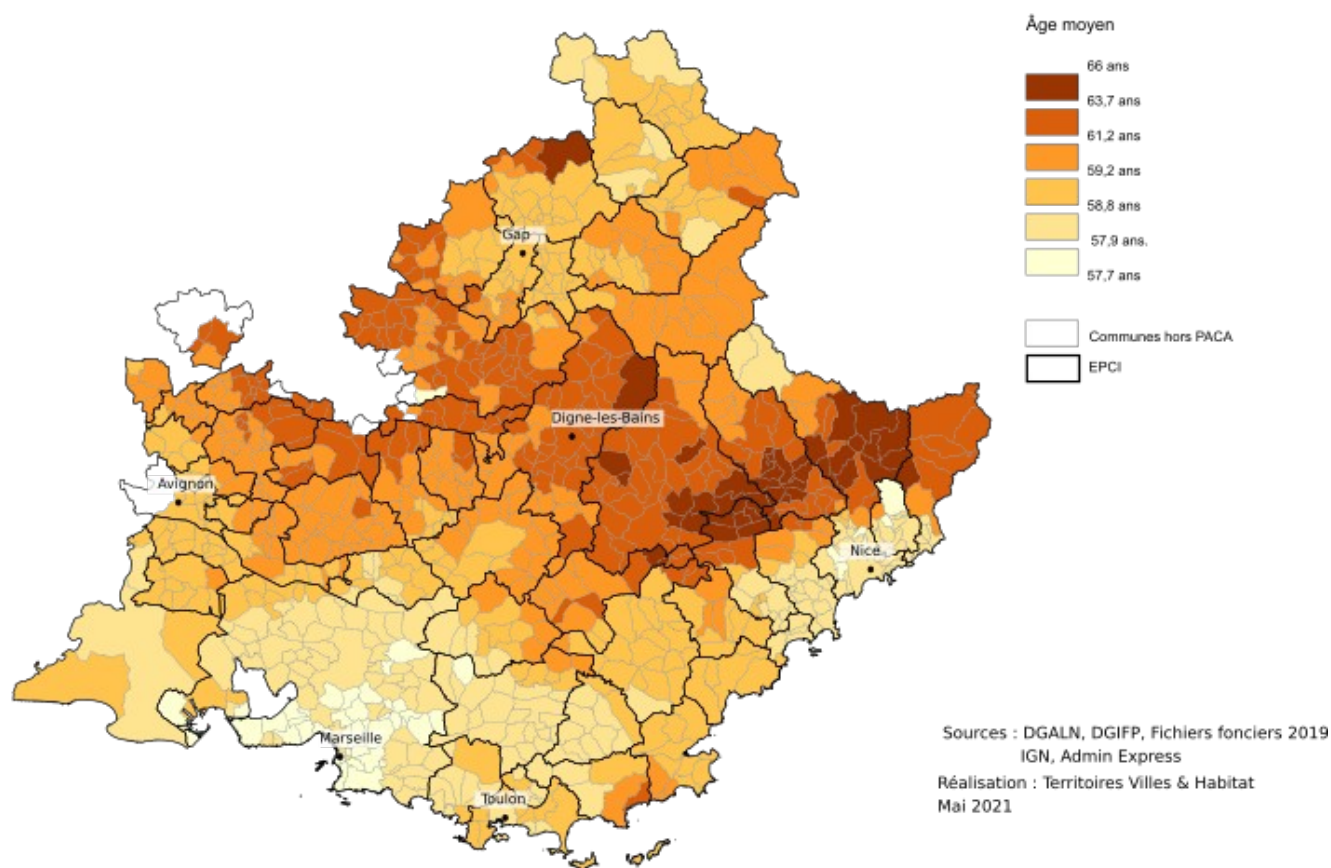 Âge moyen
66 ans
63,7 ans
61,2 ans
59,2 ans
58,8 ans
57,9 ans.
57,7 ans
Communes hors PACA
EPCI
Gap
Digne-les-Bains
Avignon
Nice
Marseille
Toulon
Sources : DGALN, DGIFP, Fichiers fonciers 2019
IGN, Admin Express
Réalisation : Territoires Villes & Habitat
Mai 2021